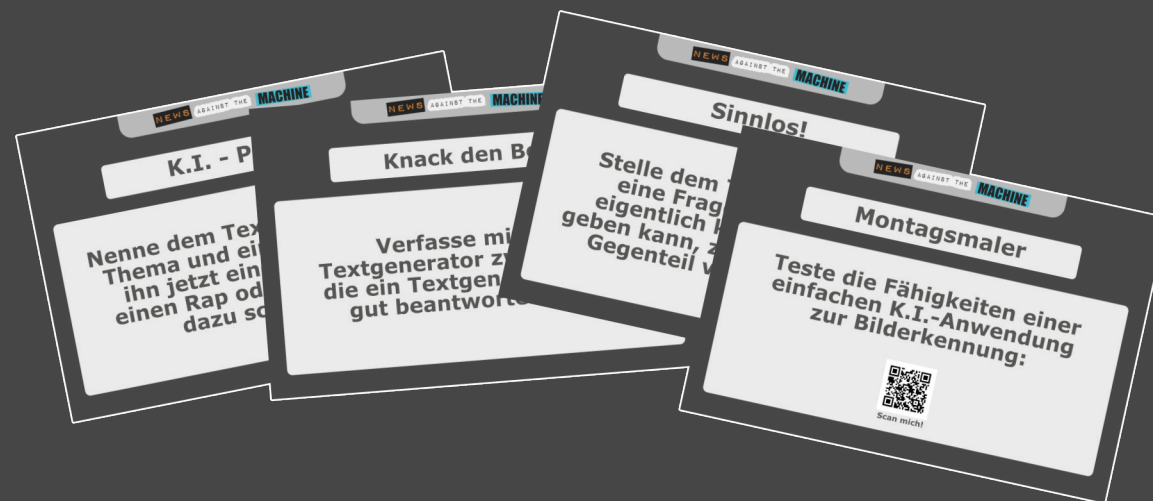 NEWS AGAINST THE MACHINE
K.I. - P
Nenne dem Tex
Thema und ei
ihn jetzt ein
einen Rap od
dazu sc
NEWS AGAINST THE MACHINE
Knack den B
Verfasse mi
Textgenerator z
die ein Textgen
gut beantworte
NEWS AGAINST THE MACHINE
Sinnlos!
Stelle dem
eine Frag
eigentlich
geben kann, z
Gegenteil v
NEWS AGAINST THE MACHINE
Montagsmaler
Teste die Fähigkeiten einer
einfachen K.I.-Anwendung
zur Bilderkennung:
Scan mich!